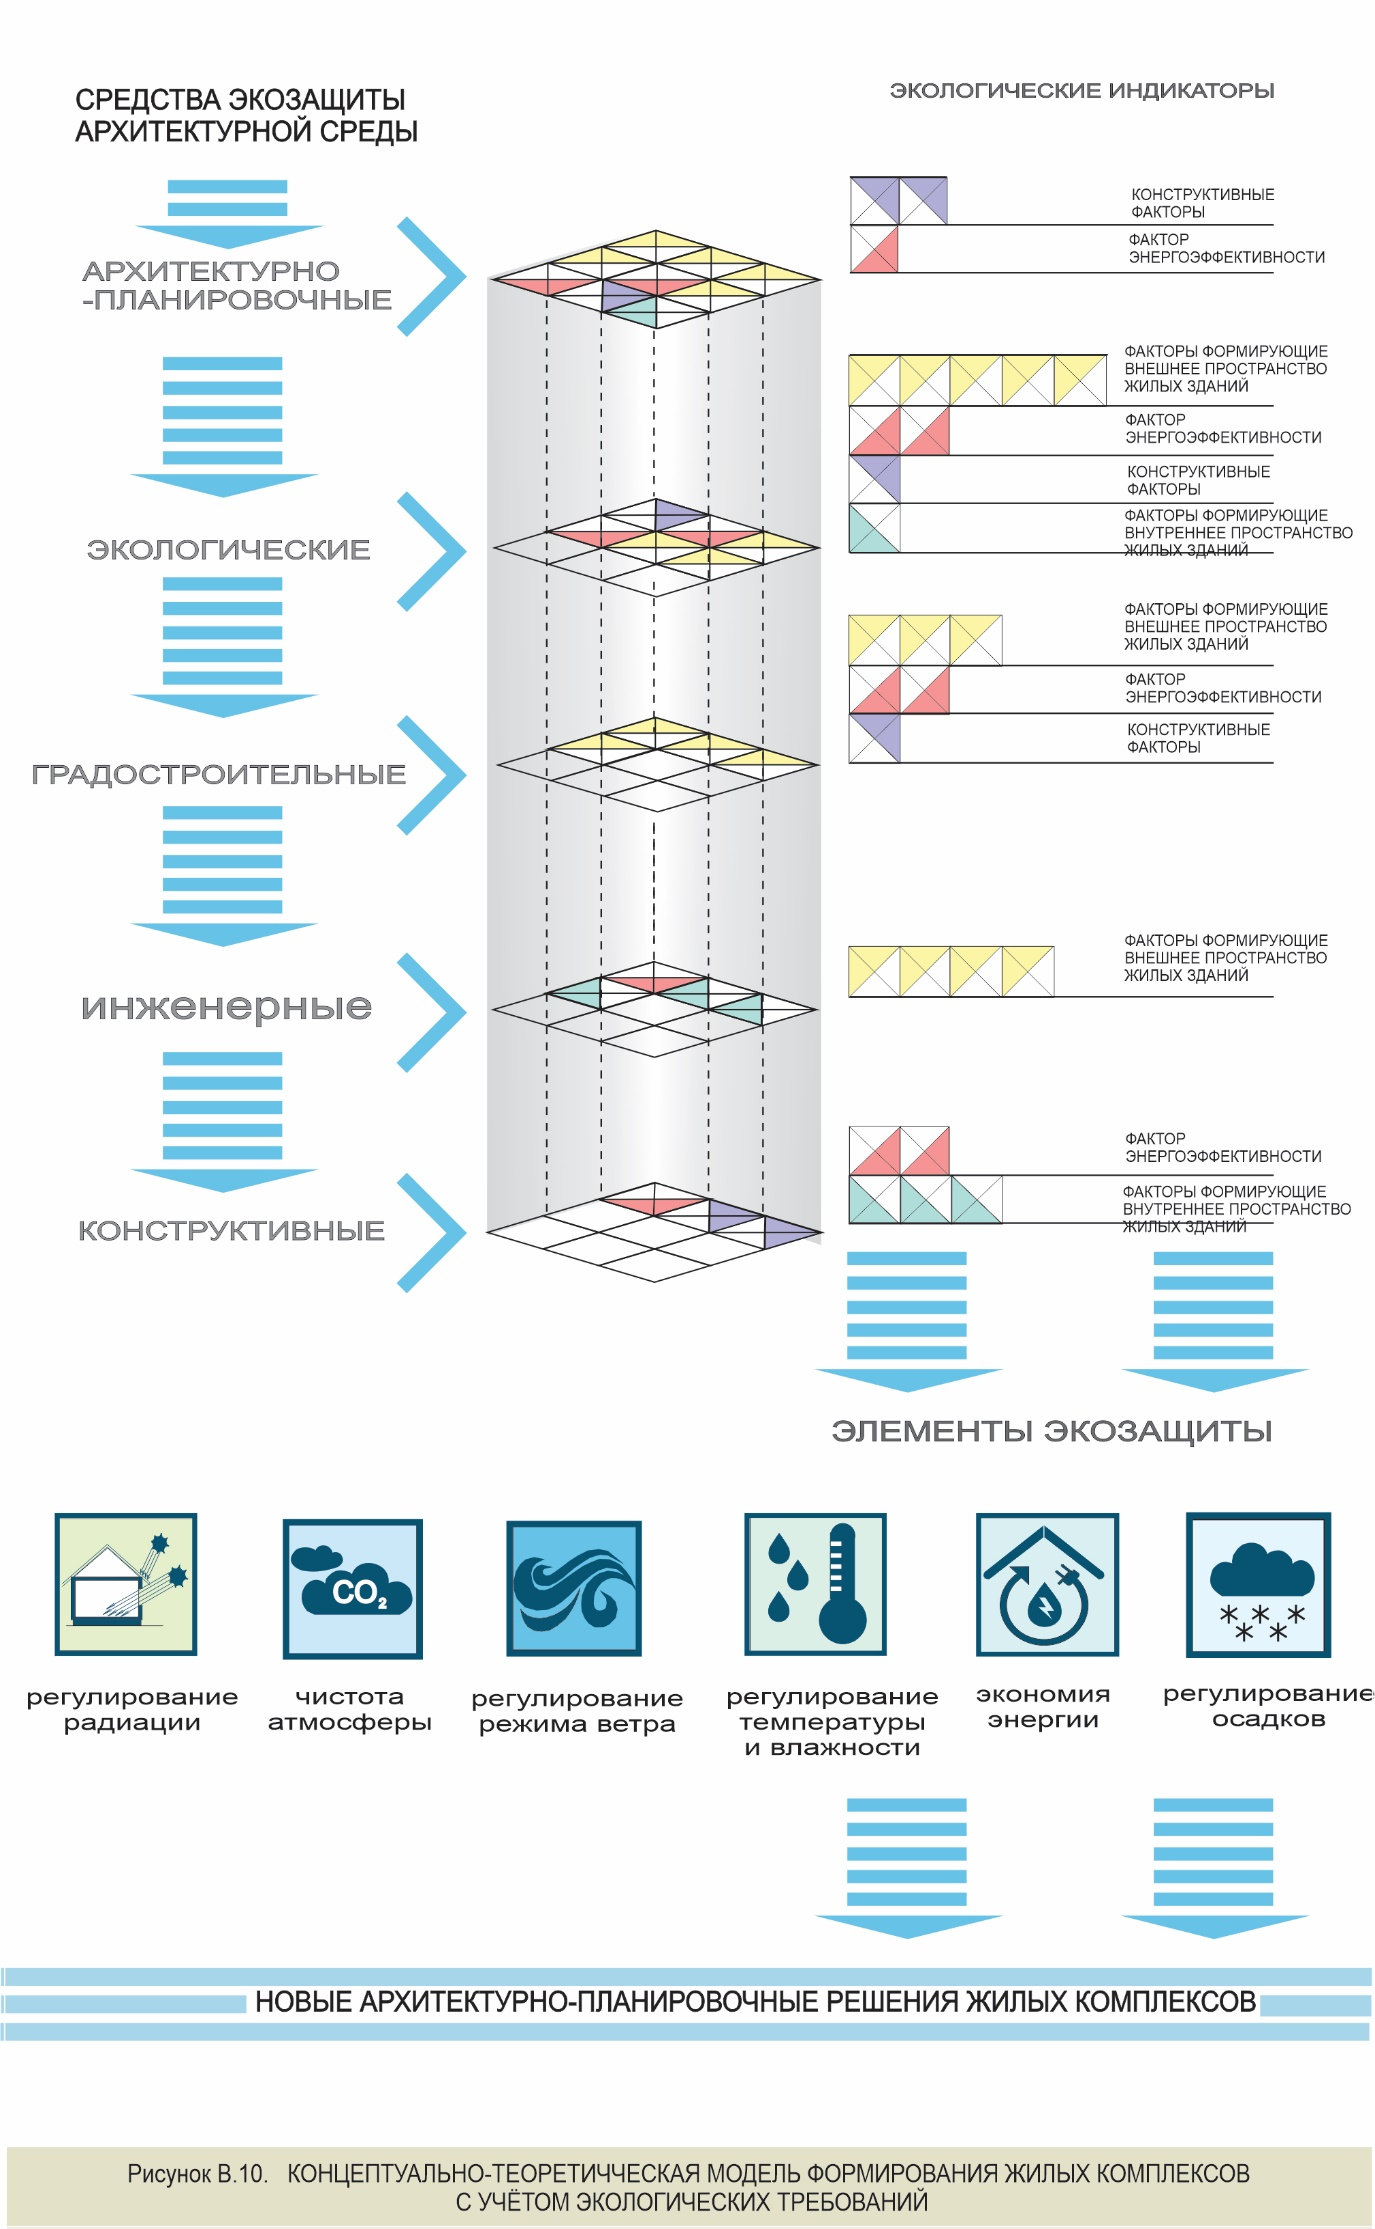 СРЕДСТВА ЭКОЗАЩИТЫ
АРХИТЕКТУРНОЙ СРЕДЫ
ЭКОЛОГИЧЕСКИЕ ИНДИКАТОРЫ
АРХИТЕКТУРНО
-ПЛАНИРОВОЧНЫЕ
КОНСТРУКТИВНЫЕ
ФАКТОРЫ
ФАКТОР
ЭНЕРГОЭФФЕКТИВНОСТИ
ЭКОЛОГИЧЕСКИЕ
ФАКТОРЫ ФОРМИРУЮЩИЕ
ВНЕШНЕЕ ПРОСТРАНСТВО
ЖИЛЫХ ЗДАНИЙ
ФАКТОР
ЭНЕРГОЭФФЕКТИВНОСТИ
КОНСТРУКТИВНЫЕ
ФАКТОРЫ
ФАКТОРЫ ФОРМИРУЮЩИЕ
ВНУТРЕННЕЕ ПРОСТРАНСТВО
ЖИЛЫХ ЗДАНИЙ
ГРАДОСТРОИТЕЛЬНЫЕ
ФАКТОРЫ ФОРМИРУЮЩИЕ
ВНЕШНЕЕ ПРОСТРАНСТВО
ЖИЛЫХ ЗДАНИЙ
ФАКТОР
ЭНЕРГОЭФФЕКТИВНОСТИ
КОНСТРУКТИВНЫЕ
ФАКТОРЫ
инженерные
ФАКТОРЫ ФОРМИРУЮЩИЕ
ВНЕШНЕЕ ПРОСТРАНСТВО
ЖИЛЫХ ЗДАНИЙ
КОНСТРУКТИВНЫЕ
ФАКТОР
ЭНЕРГОЭФФЕКТИВНОСТИ
ФАКТОРЫ ФОРМИРУЮЩИЕ
ВНУТРЕННЕЕ ПРОСТРАНСТВО
ЖИЛЫХ ЗДАНИЙ
ЭЛЕМЕНТЫ ЭКОЗАЩИТЫ
CO₂
регулирование
радиации
чистота
атмосферы
регулирование
режима ветра
регулирование
температуры
и влажности
экономия
энергии
регулирование
осадков
НОВЫЕ АРХИТЕКТУРНО-ПЛАНИРОВОЧНЫЕ РЕШЕНИЯ ЖИЛЫХ КОМПЛЕКСОВ
Рисунок В.10. КОНЦЕПТУАЛЬНО-ТЕОРЕТИЧЧЕСКАЯ МОДЕЛЬ ФОРМИРОВАНИЯ ЖИЛЫХ КОМПЛЕКСОВ
С УЧЁТОМ ЭКОЛОГИЧЕСКИХ ТРЕБОВАНИЙ